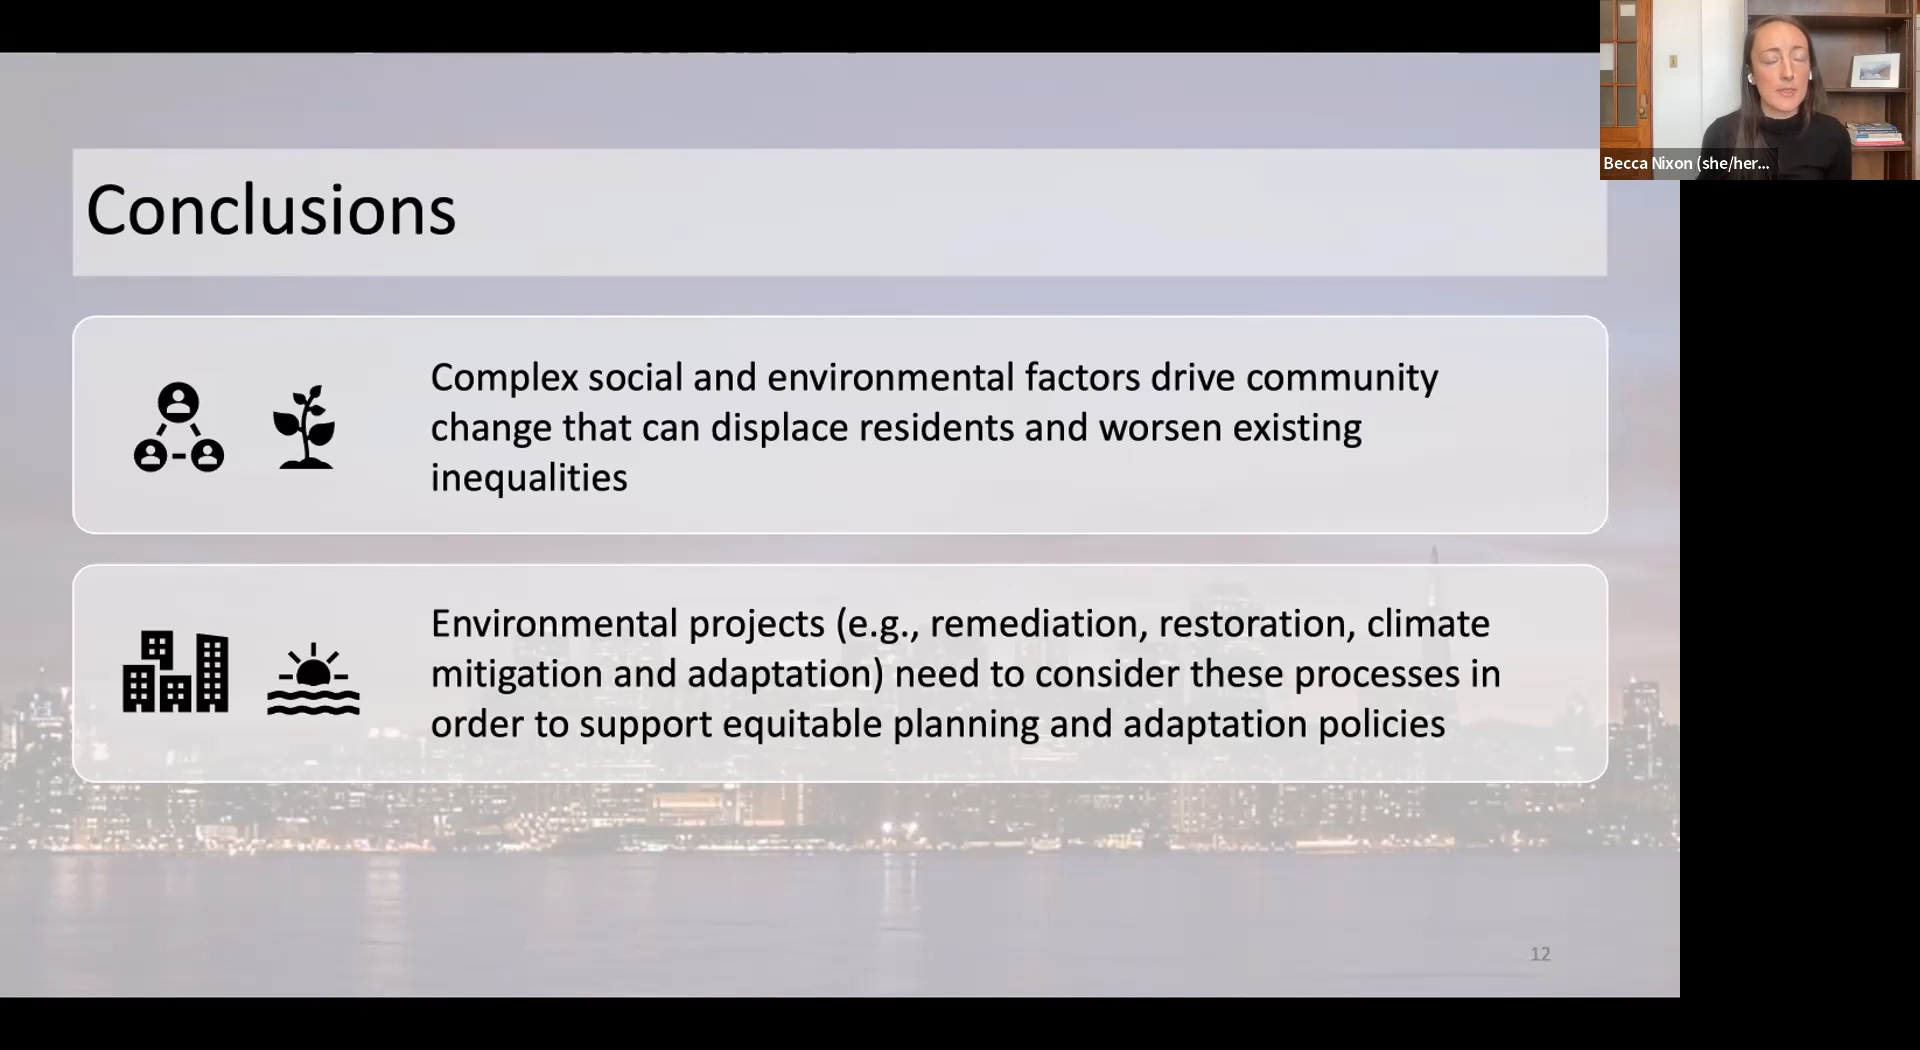 Conclusions
Complex social and environmental factors drive community
change that can displace residents and worsen existing
inequalities
Environmental projects (e.g., remediation, restoration, climate
mitigation and adaptation) need to consider these processes in
order to support equitable planning and adaptation policies
12
Becca Nixon (she/her...